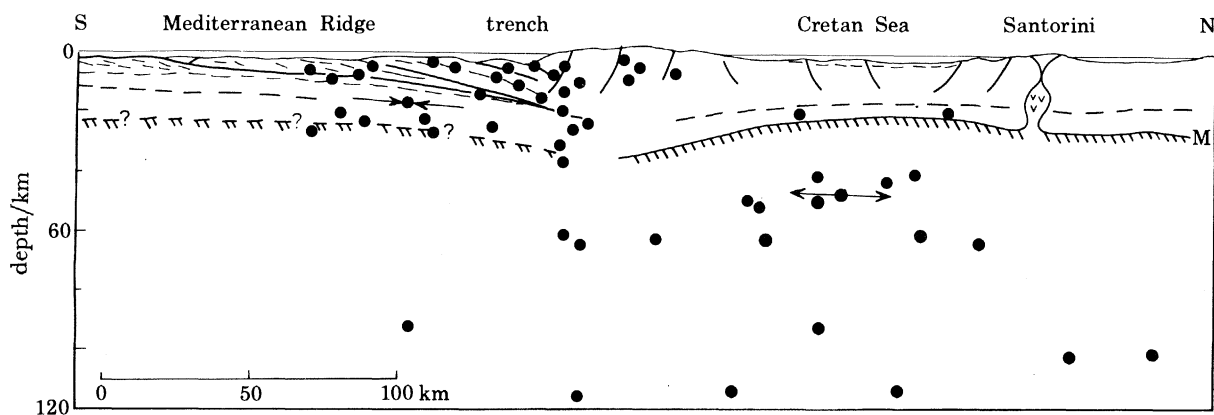 S Mediterranean Ridge trench Cretan Sea Santorini N
0
? ? ?
M
60
depth/km
0 50 100 km
120